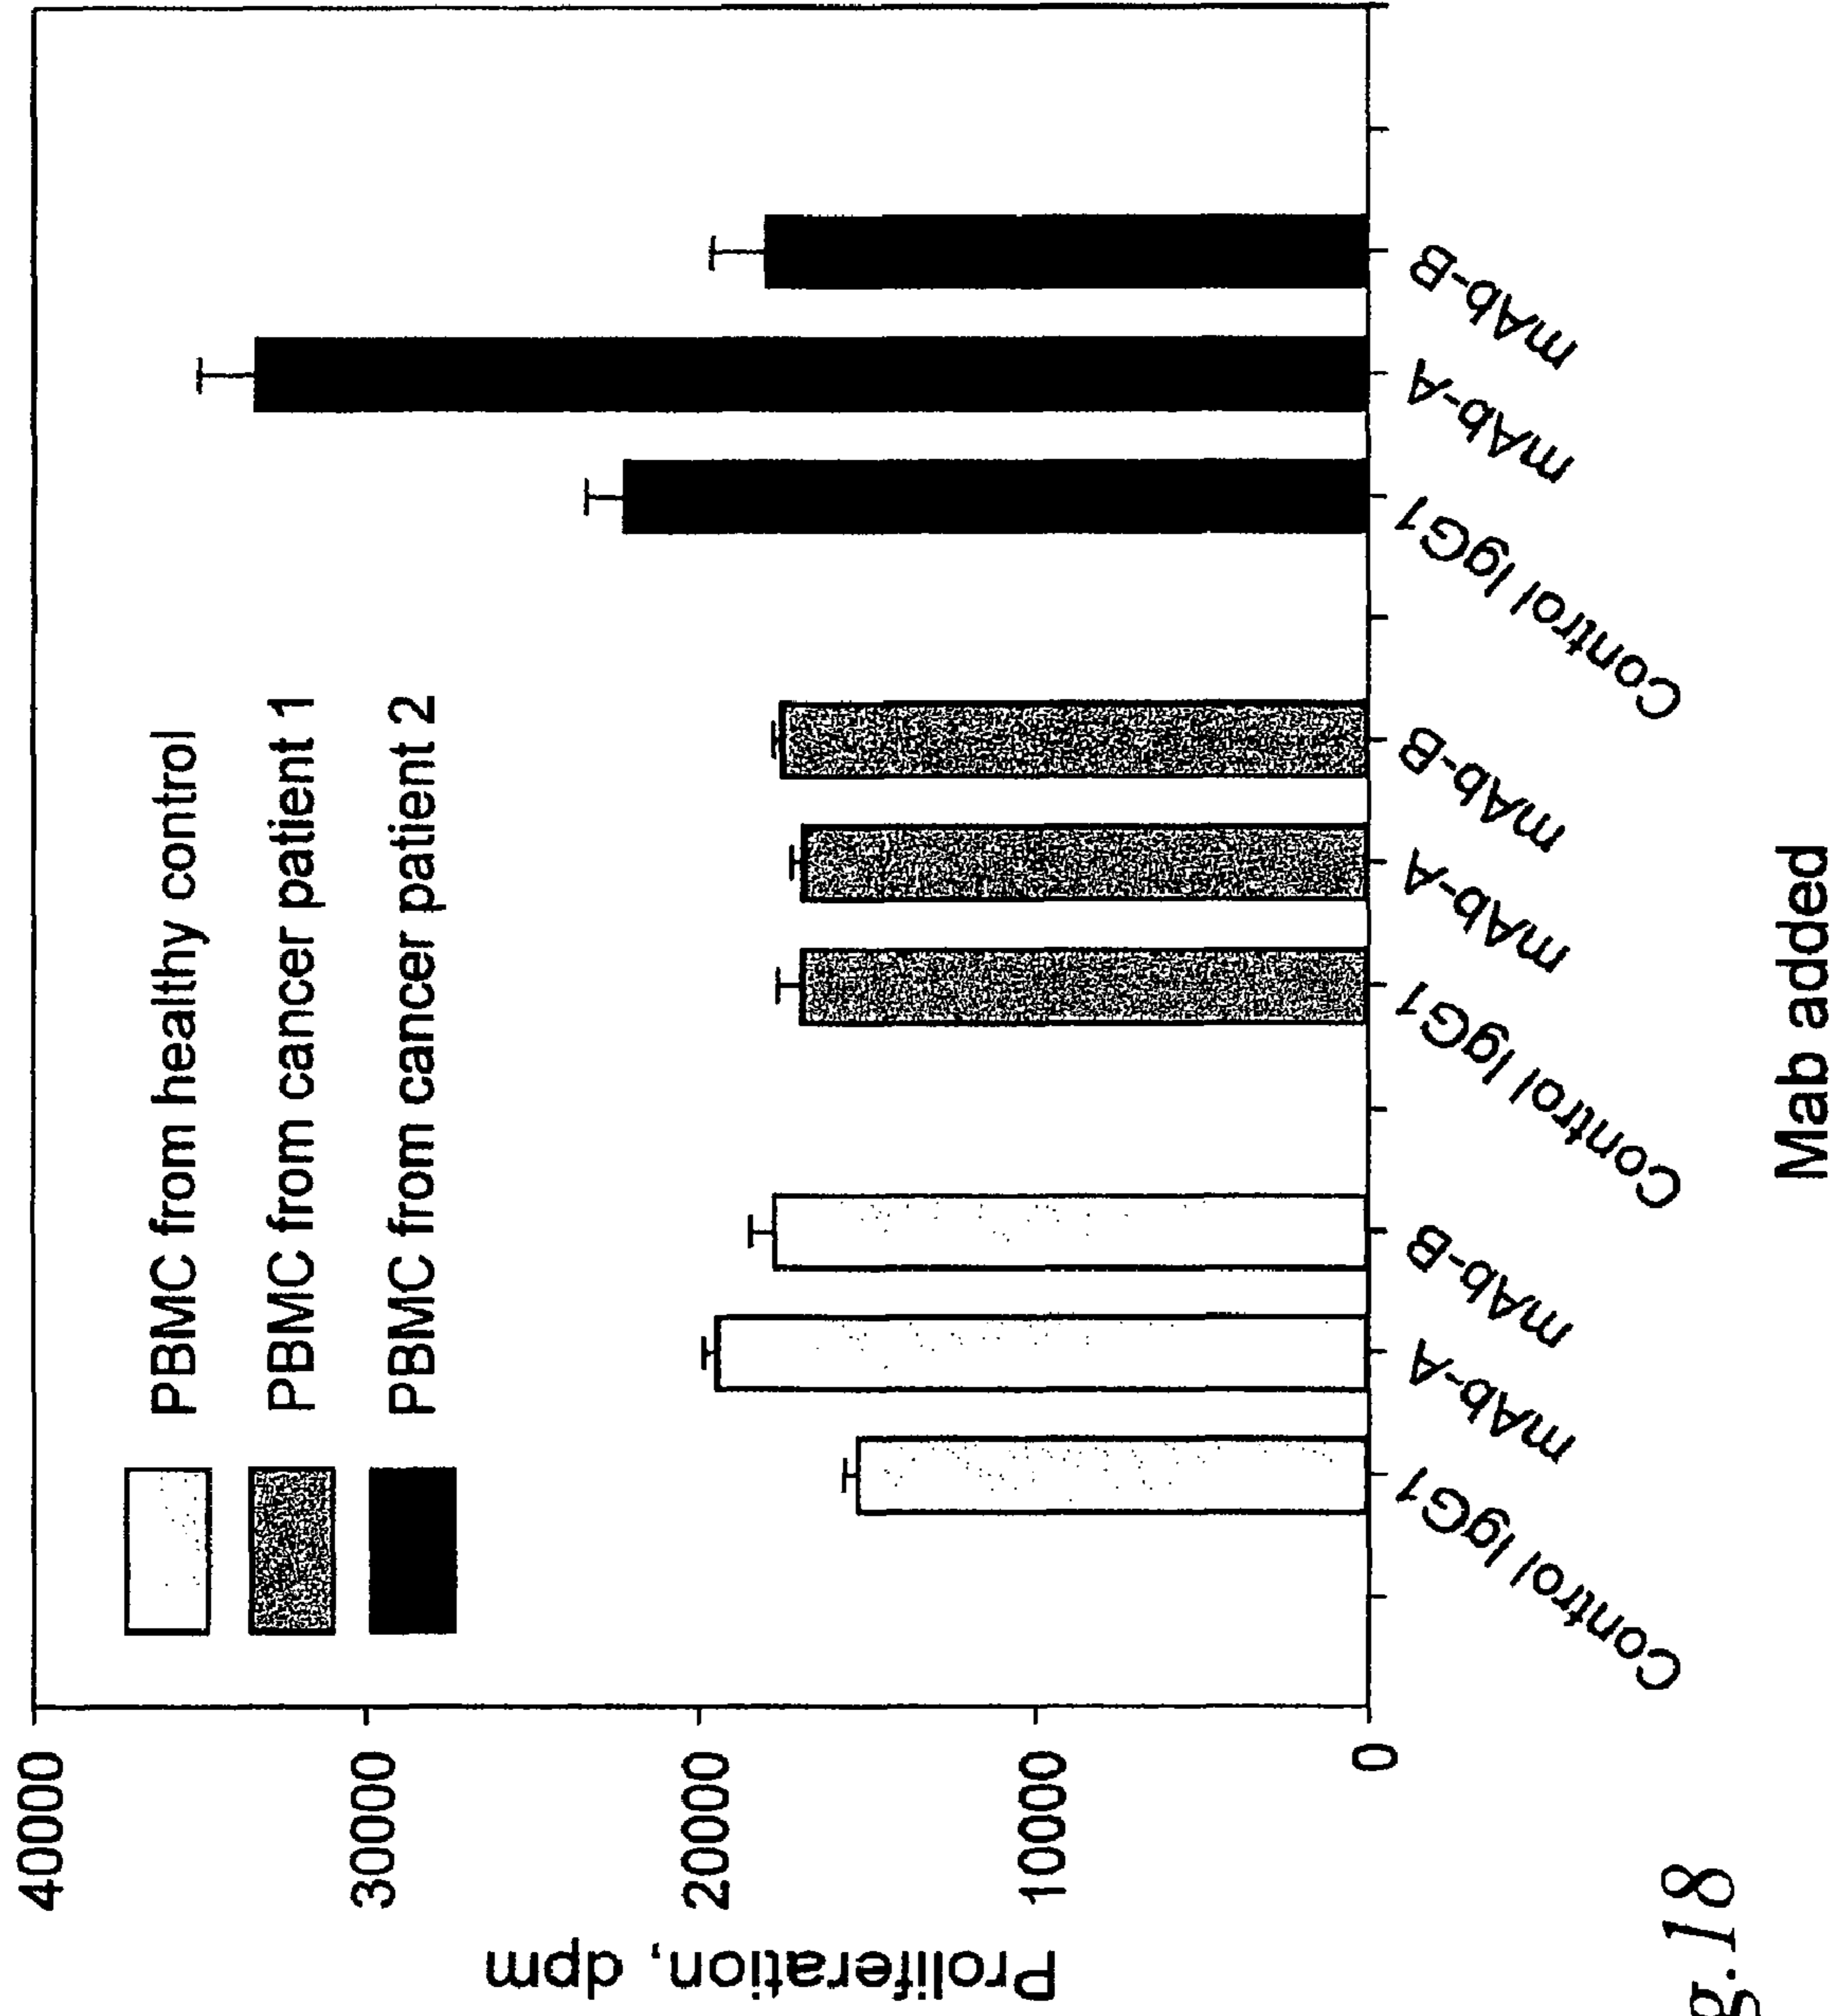 40000
30000
20000
10000
0
Proliferation, dpm
PBMC from healthy control
PBMC from cancer patient 1
PBMC from cancer patient 2
Control IgG1
mAb-A
mAb-B
Control IgG1
mAb-A
mAb-B
Control IgG1
mAb-A
mAb-B
Mab added
g. 18